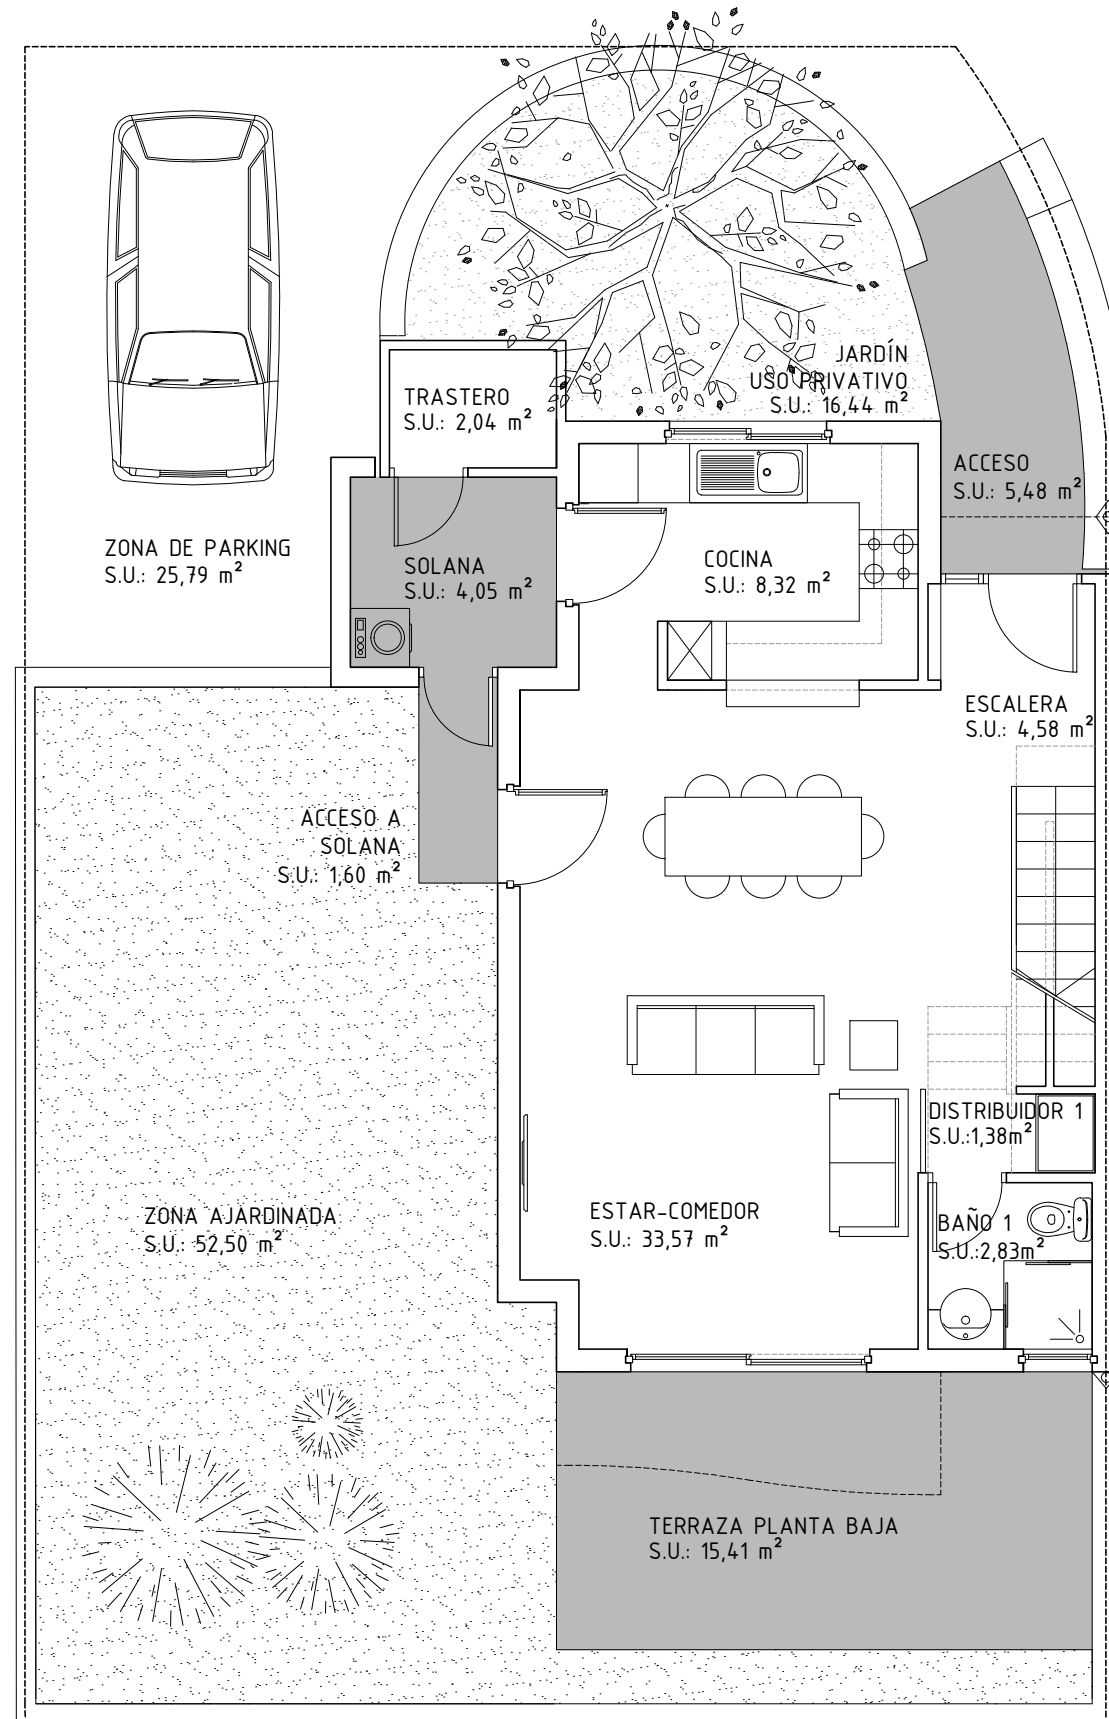 JARDÍN
USO PRIVATIVO
S.U.: 16,44 m²
TRASTERO
S.U.: 2,04 m²
ACCESO
S.U.: 5,48 m²
ZONA DE PARKING
S.U.: 25,79 m²
SOLANA
S.U.: 4,05 m²
COCINA
S.U.: 8,32 m²
ESCALERA
S.U.: 4,58 m²
ACCESO A
SOLANA
S.U.: 1,60 m²
DISTRIBUIDOR 1
S.U.:1,38m²
ZONA AJARDINADA
S.U.: 52,50 m²
ESTAR-COMEDOR
S.U.: 33,57 m²
BAÑO 1
S.U.:2,83m²
TERRAZA PLANTA BAJA
S.U.: 15,41 m²